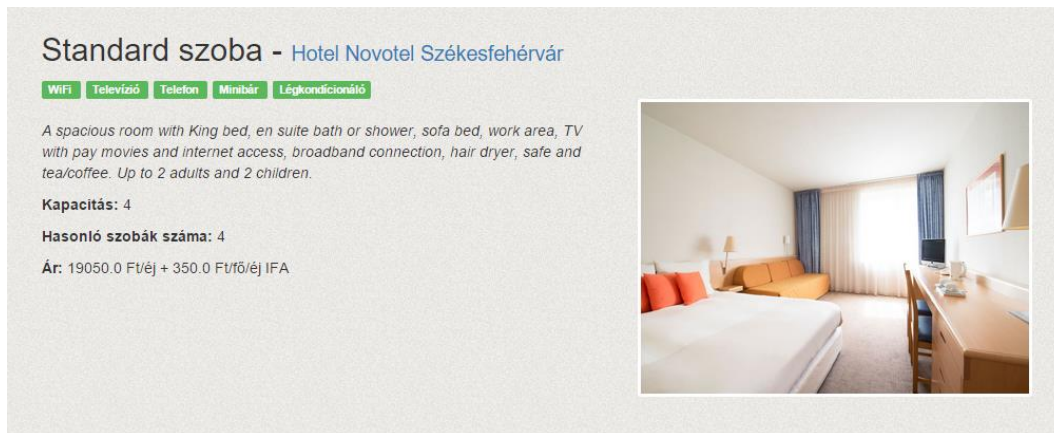 Standard szoba - Hotel Novotel Székesfehérvár
WiFi Televízió Telefon Minibár Légkondícionáló
A spacious room with King bed, en suite bath or shower, sofa bed, work area, TV
with pay movies and internet access, broadband connection, hair dryer, safe and
tea/coffee. Up to 2 adults and 2 children.
Kapacitás: 4
Hasonló szobák száma: 4
Ár: 19050.0 Ft/éj + 350.0 Ft/fő/éj IFA